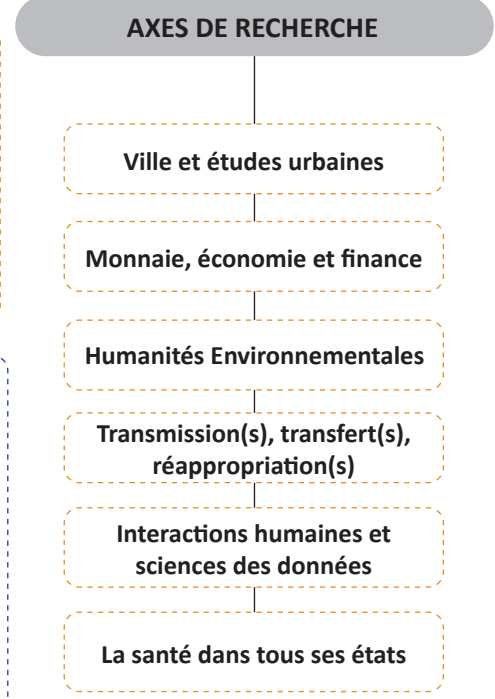 AXES DE RECHERCHE
Ville et études urbaines
Monnaie, économie et finance
Humanités Environnementales
Transmission(s), transfert(s),
réappropriation(s)
Interactions humaines et
sciences des données
La santé dans tous ses états